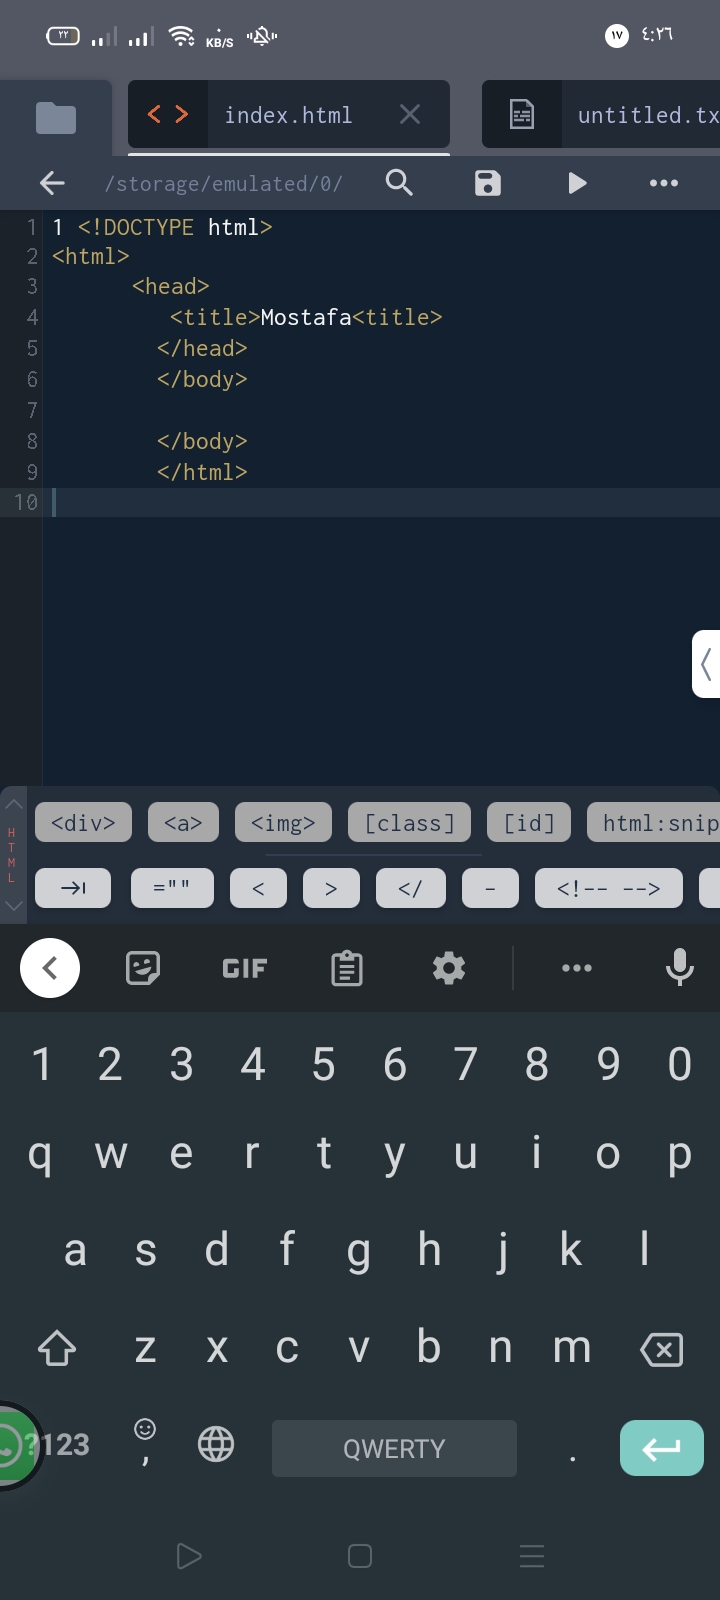 ٢٢
KB/S
١٧
٤:٢٦
< > index.html
untitled.tx
/storage/emulated/0/
1 1 <!DOCTYPE html>
2 <html>
3 <head>
4 <title>Mostafa<title>
5 </head>
6 </body>
7
8 </body>
9 </html>
10
HTML
<div> <a> <img> [class] [id] html:snip
="" < > </ - <!-- -->
GIF
1 2 3 4 5 6 7 8 9 0
q w e r t y u i o p
a s d f g h j k l
z x c v b n m
?123 , QWERTY .